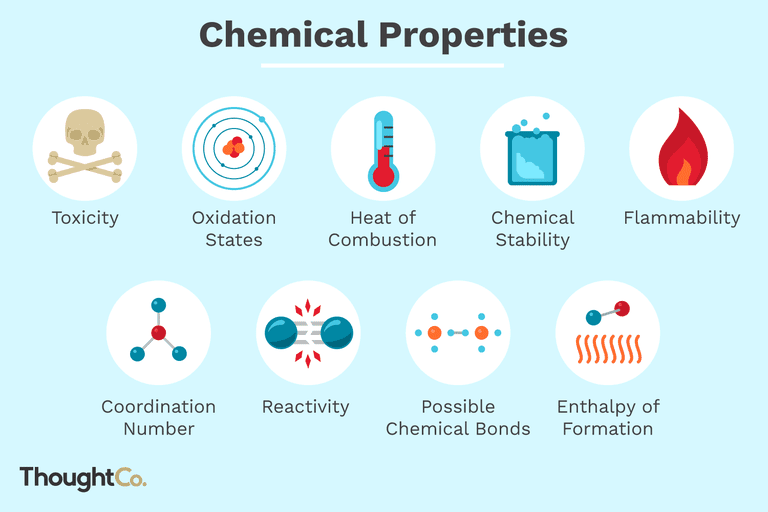 Chemical Properties
Toxicity
Oxidation
States
Heat of
Combustion
Chemical
Stability
Flammability
Coordination
Number
Reactivity
Possible
Chemical Bonds
Enthalpy of
Formation
ThoughtCo.